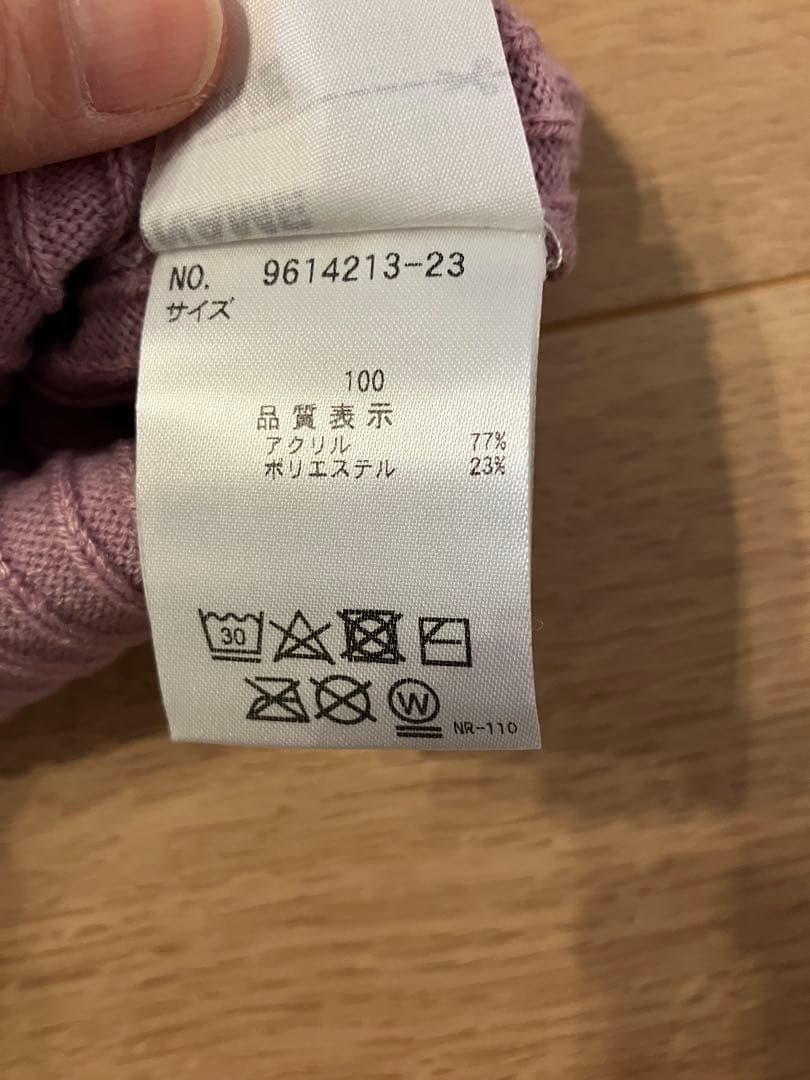 NO. 9614213-23
サイズ
100
品質表示
アクリル 77%
ポリエステル 23%
30
W
NR-110